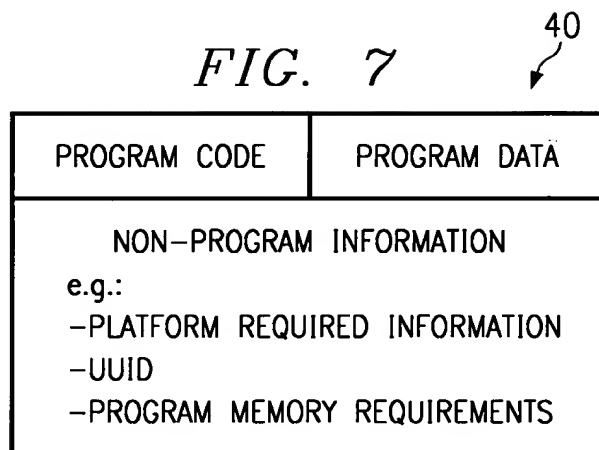 40
FIG. 7
PROGRAM CODE
PROGRAM DATA
NON-PROGRAM INFORMATION
e.g.:
-PLATFORM REQUIRED INFORMATION
-UUID
-PROGRAM MEMORY REQUIREMENTS